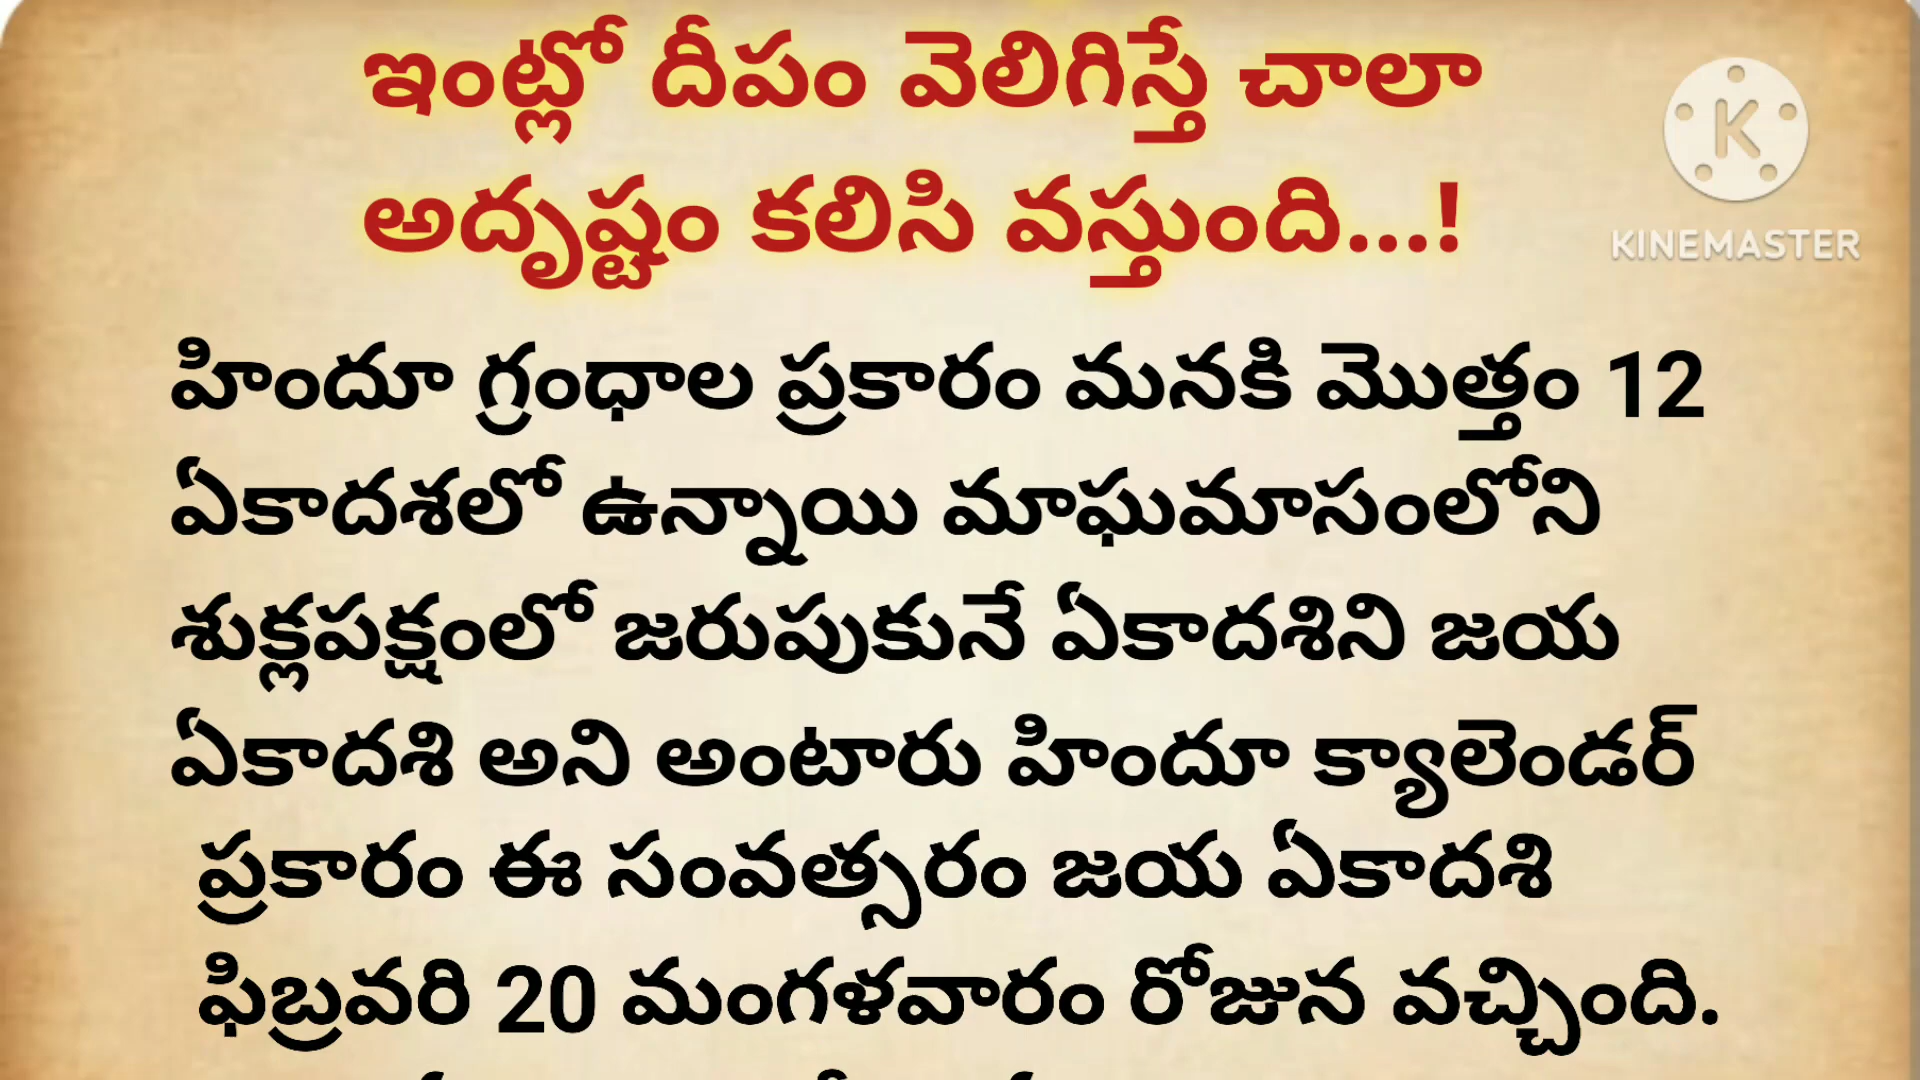 ఇంట్లో దీపం వెలిగిస్తే చాలా
అదృష్టం కలిసి వస్తుంది...!
KINEMASTER
హిందూ గ్రంధాల ప్రకారం మనకి మొత్తం 12
ఏకాదశలో ఉన్నాయి మాఘమాసంలోని
శుక్లపక్షంలో జరుపుకునే ఏకాదశిని జయ
ఏకాదశి అని అంటారు హిందూ క్యాలెండర్
ప్రకారం ఈ సంవత్సరం జయ ఏకాదశి
ఫిబ్రవరి 20 మంగళవారం రోజున వచ్చింది.